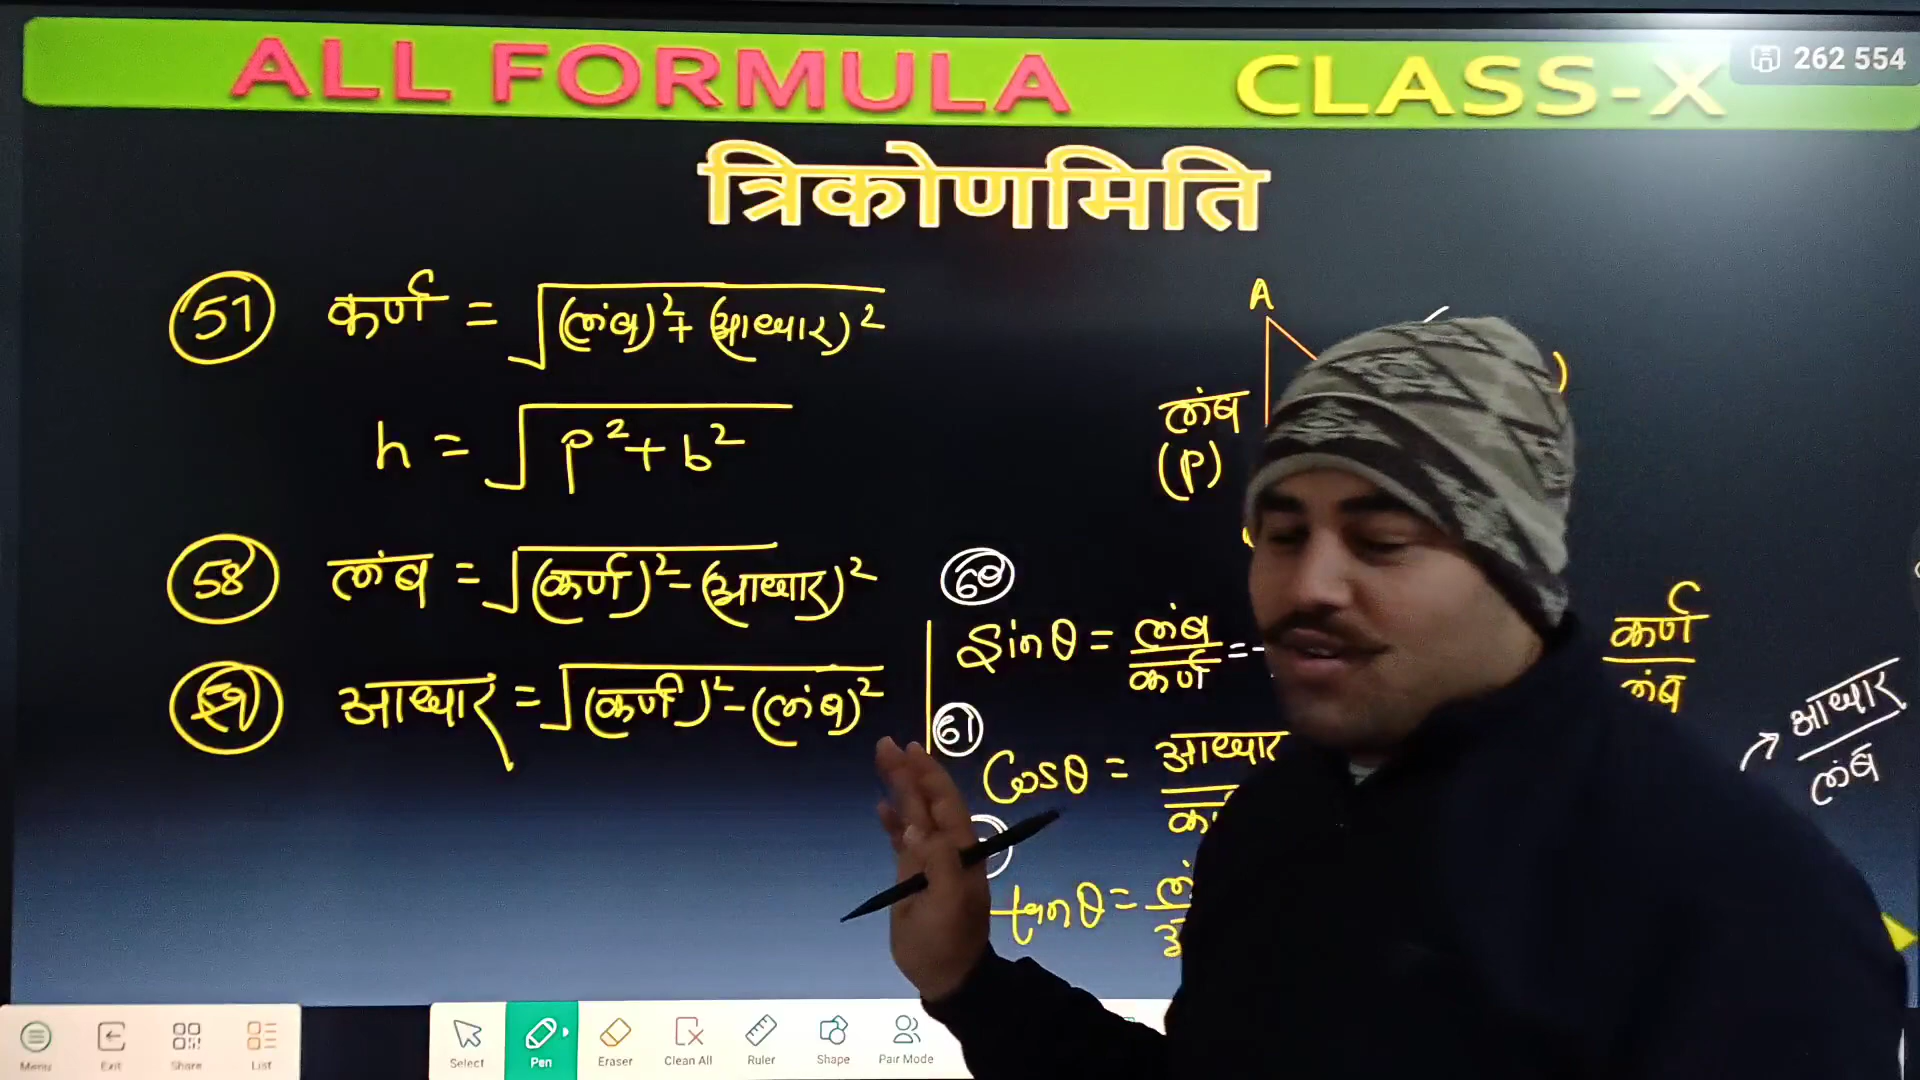 ALL FORMULA CLASS-X
262 554
त्रिकोणमिति
51 कर्ण = √(लंब)² + (आधार)²
h = √p² + b²
58 लंब = √(कर्ण)² - (आधार)²
59 आधार = √(कर्ण)² - (लंब)²
A
लंब
(P)
60
sinθ = लंब/कर्ण =
कर्ण/लंब
61
cosθ = आधार
आधार/लंब
tanθ =
Menu Exit Share List Select Pen Eraser Clean All Ruler Shape Pair Mode